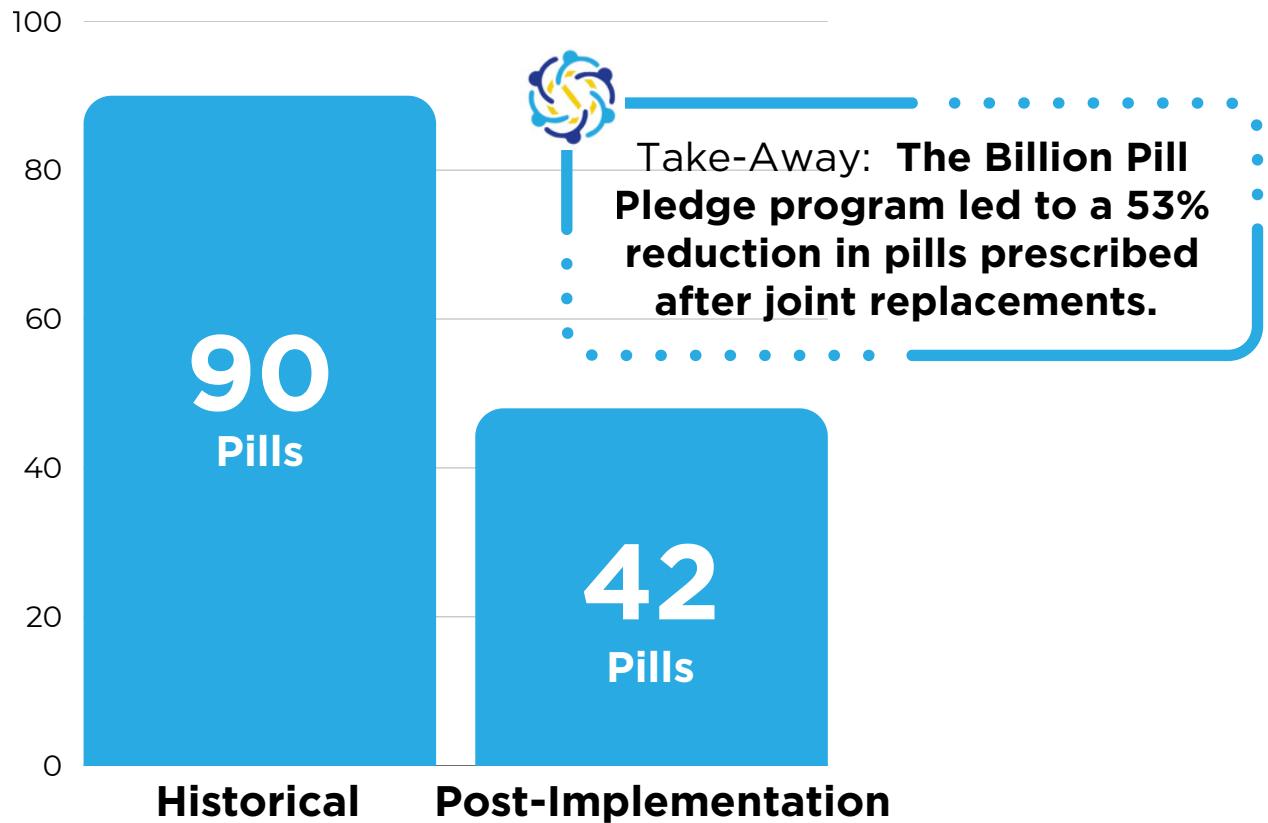 100
80
60
40
20
0
Take-Away: The Billion Pill
Pledge program led to a 53%
reduction in pills prescribed
after joint replacements.
90
Pills
42
Pills
Historical
Post-Implementation